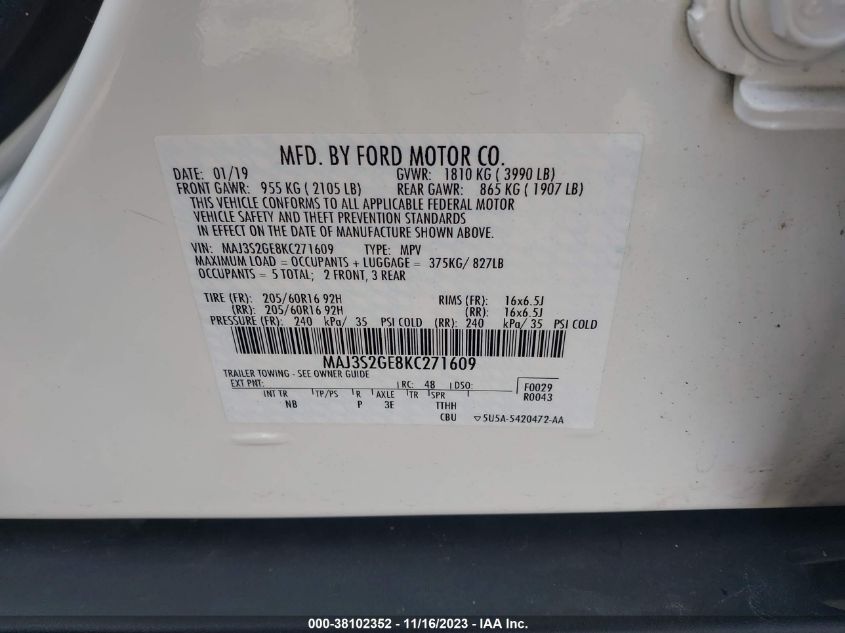 MFD. BY FORD MOTOR CO.
DATE: 01/19 GVWR: 1810 KG ( 3990 LB)
FRONT GAWR: 955 KG ( 2105 LB) REAR GAWR: 865 KG ( 1907 LB)
THIS VEHICLE CONFORMS TO ALL APPLICABLE FEDERAL MOTOR
VEHICLE SAFETY AND THEFT PREVENTION STANDARDS
IN EFFECT ON THE DATE OF MANUFACTURE SHOWN ABOVE.
VIN: MAJ3S2GE8KC271609 TYPE: MPV
MAXIMUM LOAD = OCCUPANTS + LUGGAGE = 375KG/ 827LB
OCCUPANTS = 5 TOTAL; 2 FRONT, 3 REAR
TIRE (FR): 205/60R16 92H RIMS (FR): 16x6.5J
(RR): 205/60R16 92H (RR): 16x6.5J
PRESSURE (FR): 240 kPa/ 35 PSI COLD (RR): 240 kPa/ 35 PSI COLD
MAJ3S2GE8KC271609
TRAILER TOWING - SEE OWNER GUIDE
EXT PNT: RC: 48 DSO: F0029
INT TR TP/PS R AXLE TR SPR R0043
NB P 3E TTHH
CBU ▽5U5A-5420472-AA
000-38102352 - 11/16/2023 - IAA Inc.